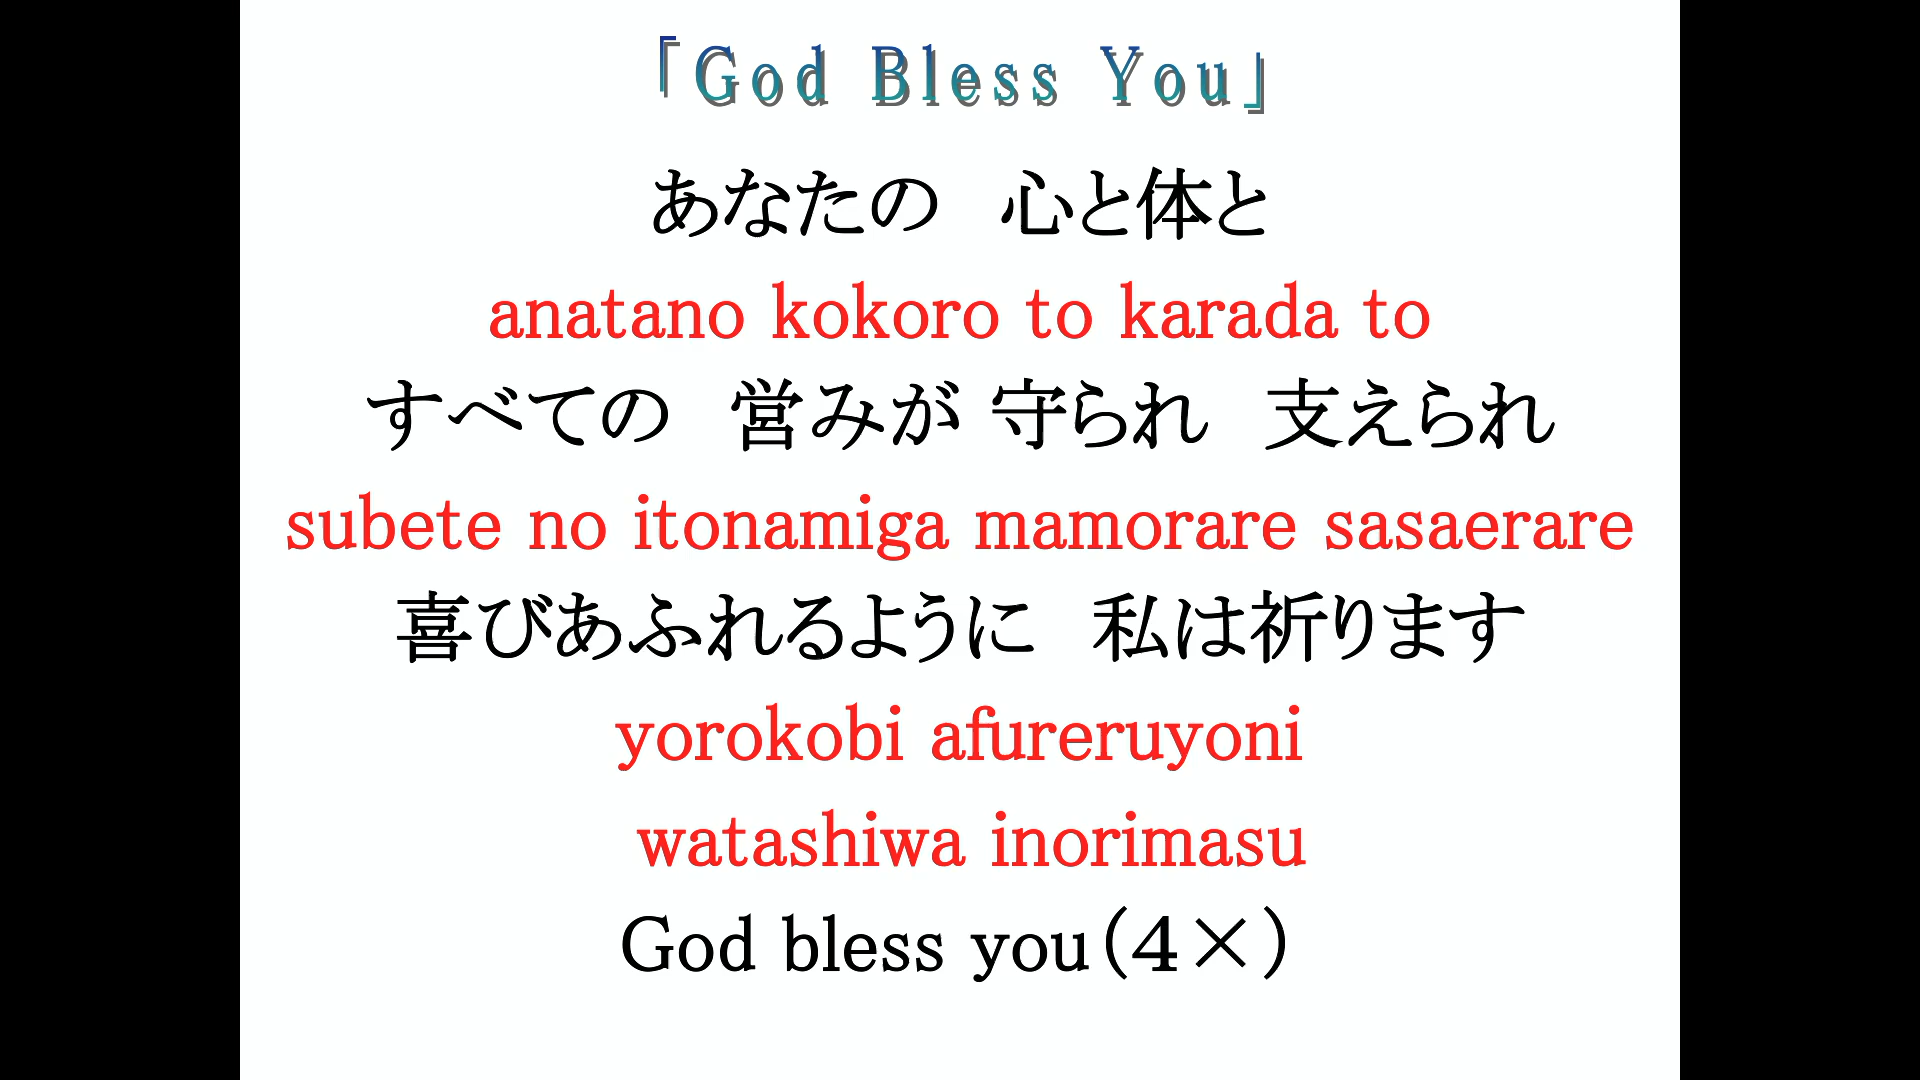 「God Bless You」
あなたの　心と体と
anatano kokoro to karada to
すべての　営みが 守られ　支えられ
subete no itonamiga mamorare sasaerare
喜びあふれるように　私は祈ります
yorokobi afureruyoni
watashiwa inorimasu
God bless you（４×）